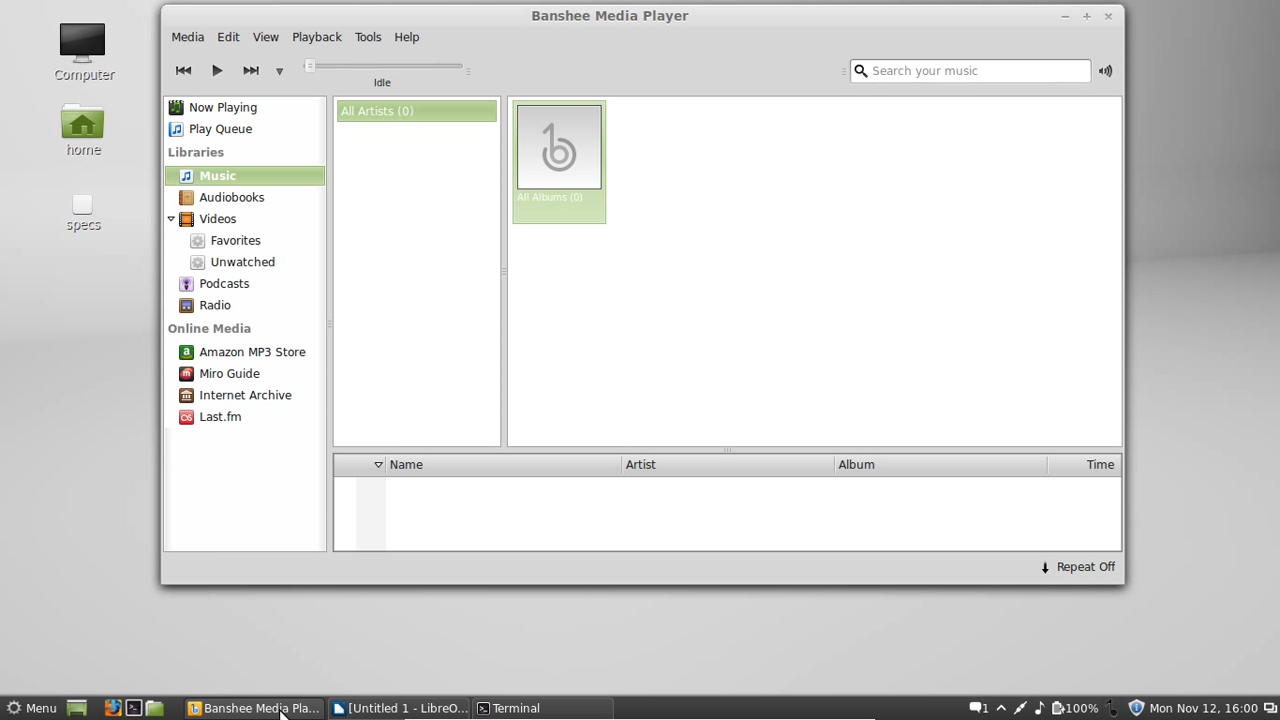 Banshee Media Player
Computer
home
specs
Media Edit View Playback Tools Help
Idle
Search your music
Now Playing
Play Queue
Libraries
Music
Audiobooks
Videos
Favorites
Unwatched
Podcasts
Radio
Online Media
Amazon MP3 Store
Miro Guide
Internet Archive
Last.fm
All Artists (0)
All Albums (0)
Name Artist Album Time
Repeat Off
Menu Banshee Media Pla... [Untitled 1 - LibreO... Terminal 1 100% Mon Nov 12, 16:00